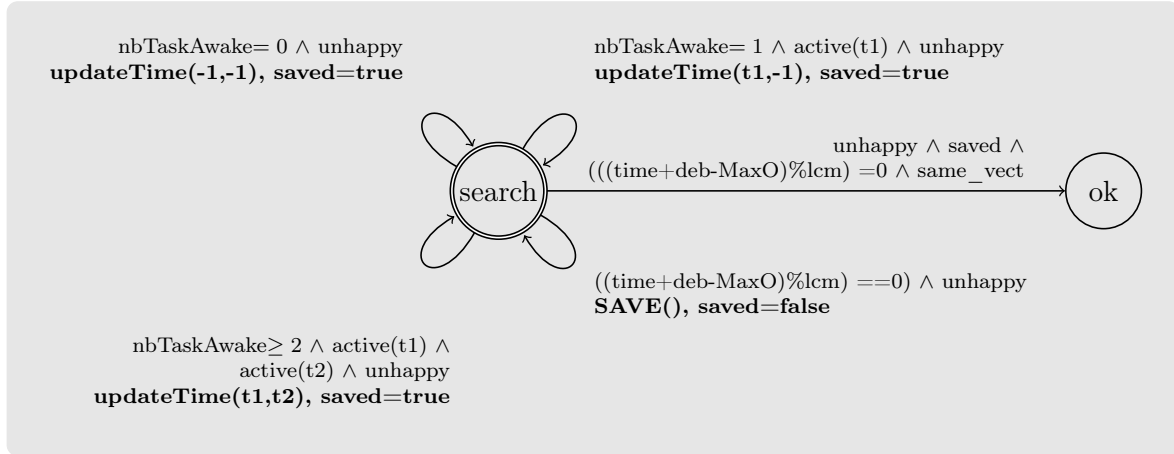 nbTaskAwake= 0 ∧ unhappy
updateTime(-1,-1), saved=true
nbTaskAwake= 1 ∧ active(t1) ∧ unhappy
updateTime(t1,-1), saved=true
unhappy ∧ saved ∧
(((time+deb-MaxO)%lcm) =0 ∧ same_vect
search
ok
((time+deb-MaxO)%lcm) ==0) ∧ unhappy
SAVE(), saved=false
nbTaskAwake≥ 2 ∧ active(t1) ∧
active(t2) ∧ unhappy
updateTime(t1,t2), saved=true